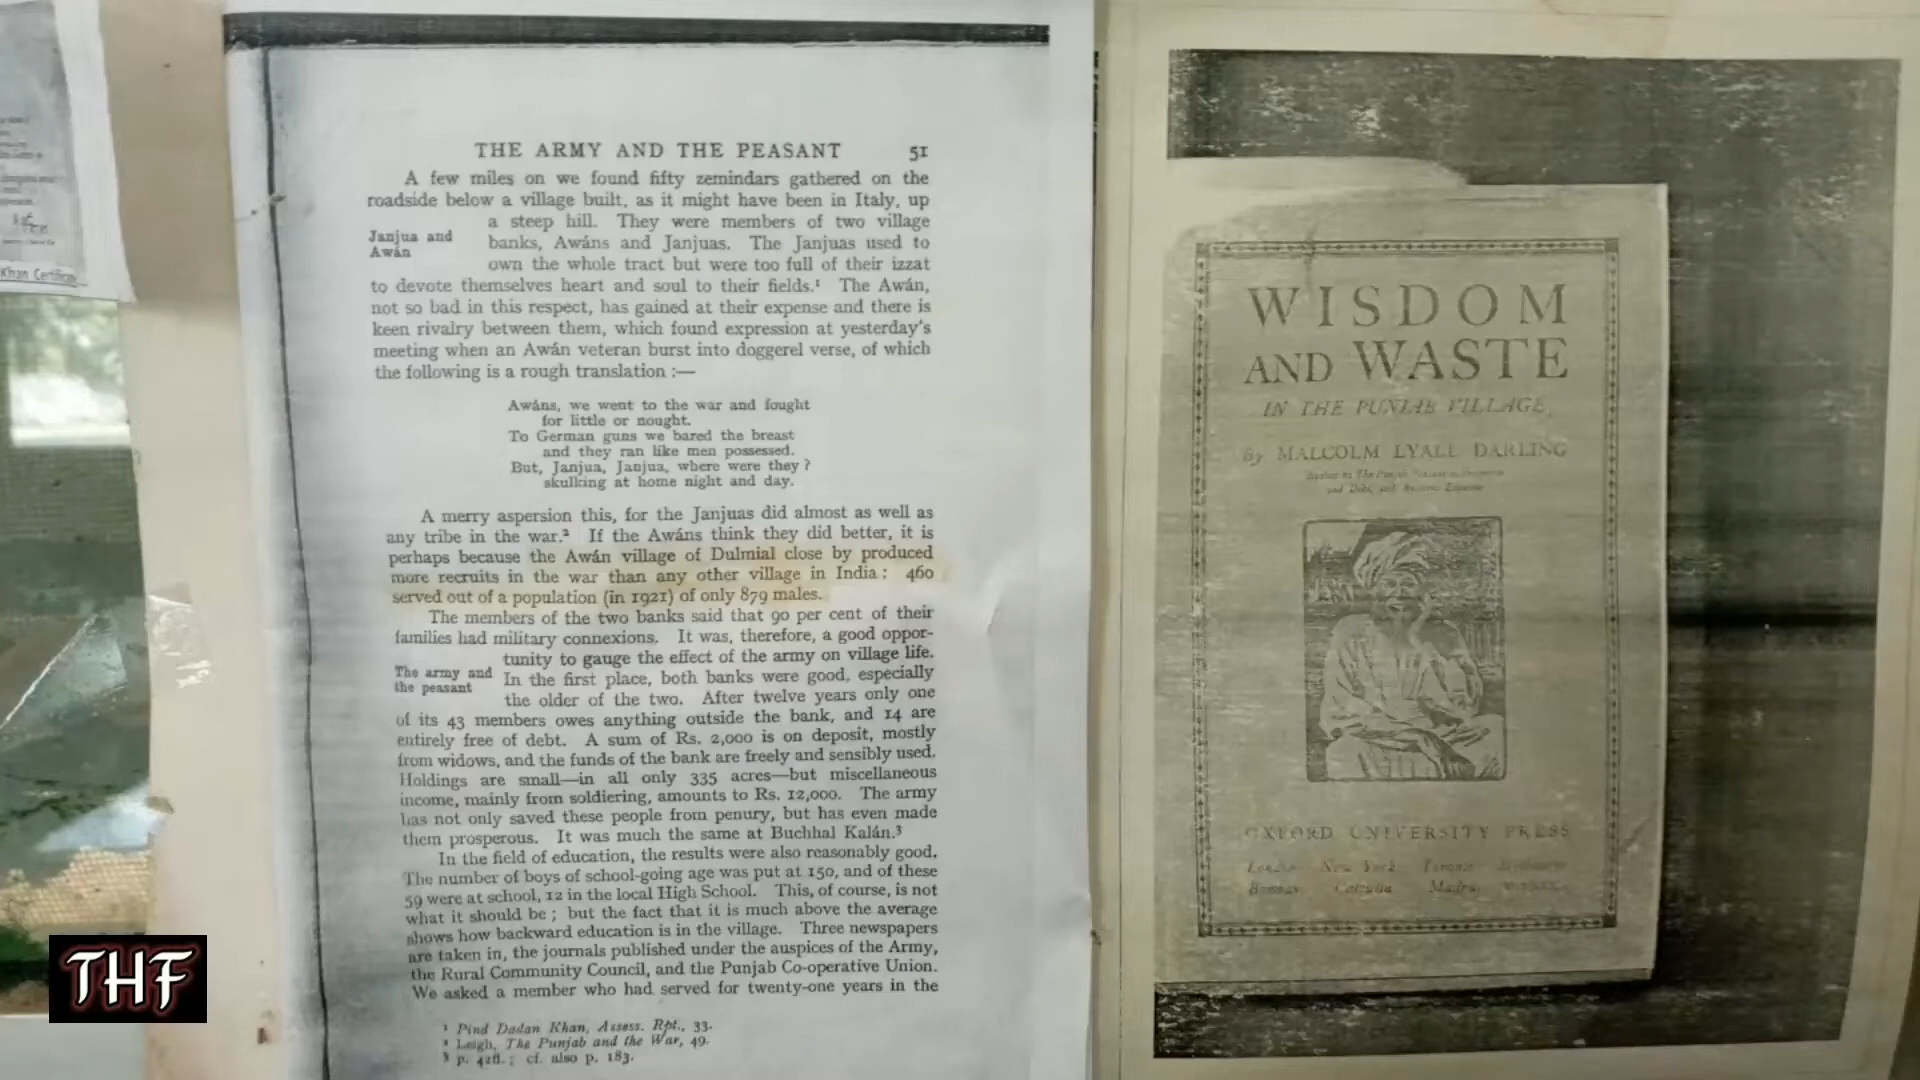 Khan Certificate
THE ARMY AND THE PEASANT 51
A few miles on we found fifty zemindars gathered on the
roadside below a village built, as it might have been in Italy, up
a steep hill. They were members of two village
Janjua and
Awán
banks, Awáns and Janjuas. The Janjuas used to
own the whole tract but were too full of their izzat
to devote themselves heart and soul to their fields.¹ The Awán,
not so bad in this respect, has gained at their expense and there is
keen rivalry between them, which found expression at yesterday's
meeting when an Awán veteran burst into doggerel verse, of which
the following is a rough translation :—
Awáns, we went to the war and fought
for little or nought.
To German guns we bared the breast
and they ran like men possessed.
But, Janjua, Janjua, where were they ?
skulking at home night and day.
A merry aspersion this, for the Janjuas did almost as well as
any tribe in the war.² If the Awáns think they did better, it is
perhaps because the Awán village of Dulmial close by produced
more recruits in the war than any other village in India : 460
served out of a population (in 1921) of only 879 males.
The members of the two banks said that 90 per cent of their
families had military connexions. It was, therefore, a good oppor-
tunity to gauge the effect of the army on village life.
The army and
the peasant
In the first place, both banks were good, especially
the older of the two. After twelve years only one
of its 43 members owes anything outside the bank, and 14 are
entirely free of debt. A sum of Rs. 2,000 is on deposit, mostly
from widows, and the funds of the bank are freely and sensibly used.
Holdings are small—in all only 335 acres—but miscellaneous
income, mainly from soldiering, amounts to Rs. 12,000. The army
has not only saved these people from penury, but has even made
them prosperous. It was much the same at Buchhal Kalán.³
In the field of education, the results were also reasonably good.
The number of boys of school-going age was put at 150, and of these
59 were at school, 12 in the local High School. This, of course, is not
what it should be ; but the fact that it is much above the average
shows how backward education is in the village. Three newspapers
are taken in, the journals published under the auspices of the Army,
the Rural Community Council, and the Punjab Co-operative Union.
We asked a member who had served for twenty-one years in the
¹ Pind Dadan Khan, Assess. Rpt., 33.
² Leigh, The Punjab and the War, 49.
³ p. 42ff. ; cf. also p. 183.
WISDOM
AND WASTE
IN THE PUNJAB VILLAGE
by MALCOLM LYALL DARLING
Author of The Punjab Peasant in Prosperity
and Debt, and Rusticus Loquitur
OXFORD UNIVERSITY PRESS
London New York Toronto Melbourne
Bombay Calcutta Madras
THF